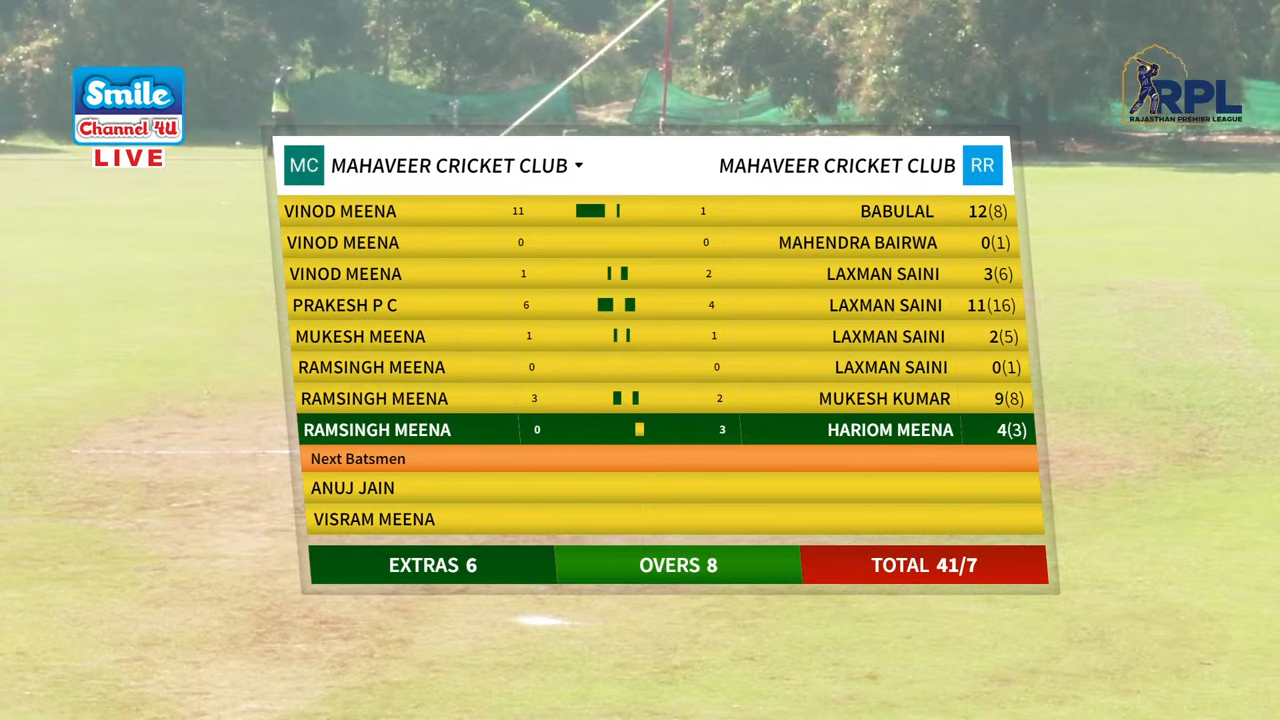 Smile
Channel 4U
LIVE
RPL
RAJASTHAN PREMIER LEAGUE
MC MAHAVEER CRICKET CLUB MAHAVEER CRICKET CLUB RR
VINOD MEENA 11 1 BABULAL 12(8)
VINOD MEENA 0 0 MAHENDRA BAIRWA 0(1)
VINOD MEENA 1 2 LAXMAN SAINI 3(6)
PRAKESH P C 6 4 LAXMAN SAINI 11(16)
MUKESH MEENA 1 1 LAXMAN SAINI 2(5)
RAMSINGH MEENA 0 0 LAXMAN SAINI 0(1)
RAMSINGH MEENA 3 2 MUKESH KUMAR 9(8)
RAMSINGH MEENA 0 3 HARIOM MEENA 4(3)
Next Batsmen
ANUJ JAIN
VISRAM MEENA
EXTRAS 6 OVERS 8 TOTAL 41/7